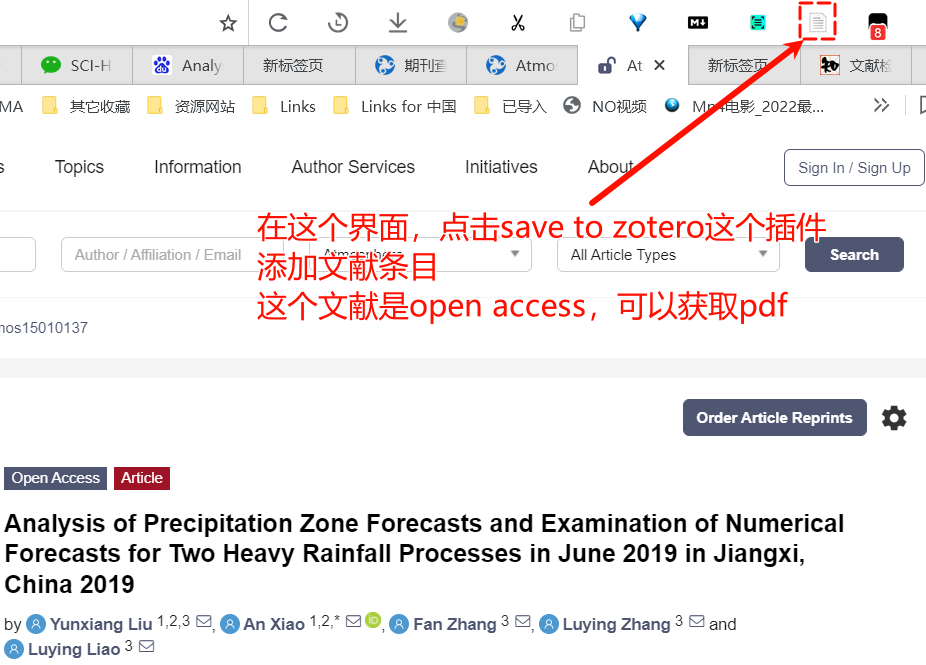 8
SCI-H
Analy
新标签页
期刊查
Atmo
At
新标签页
文献检
MA
其它收藏
资源网站
Links
Links for 中国
已导入
NO视频
Mp4电影_2022最...
s
Topics
Information
Author Services
Initiatives
About
Sign In / Sign Up
在这个界面，点击save to zotero这个插件
添加文献条目
这个文献是open access，可以获取pdf
Author / Affiliation / Email
Atmosphere
All Article Types
Search
mos15010137
Order Article Reprints
Open Access
Article
Analysis of Precipitation Zone Forecasts and Examination of Numerical
Forecasts for Two Heavy Rainfall Processes in June 2019 in Jiangxi,
China 2019
by Yunxiang Liu 1,2,3, An Xiao 1,2,*, Fan Zhang 3, Luying Zhang 3 and
Luying Liao 3